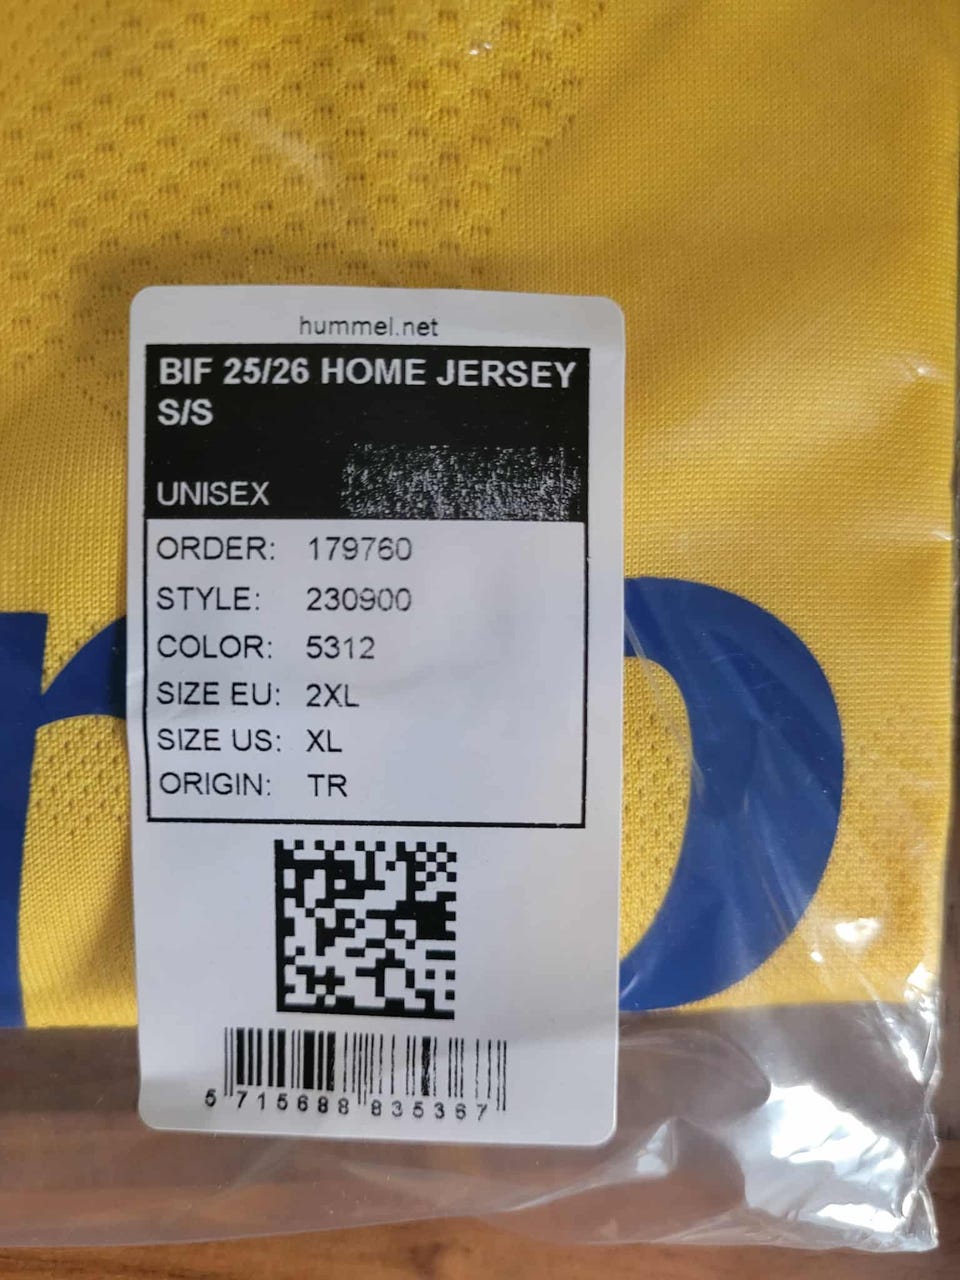 hummel.net
BIF 25/26 HOME JERSEY
S/S
UNISEX
ORDER: 179760
STYLE: 230900
COLOR: 5312
SIZE EU: 2XL
SIZE US: XL
ORIGIN: TR
5 715688 835367